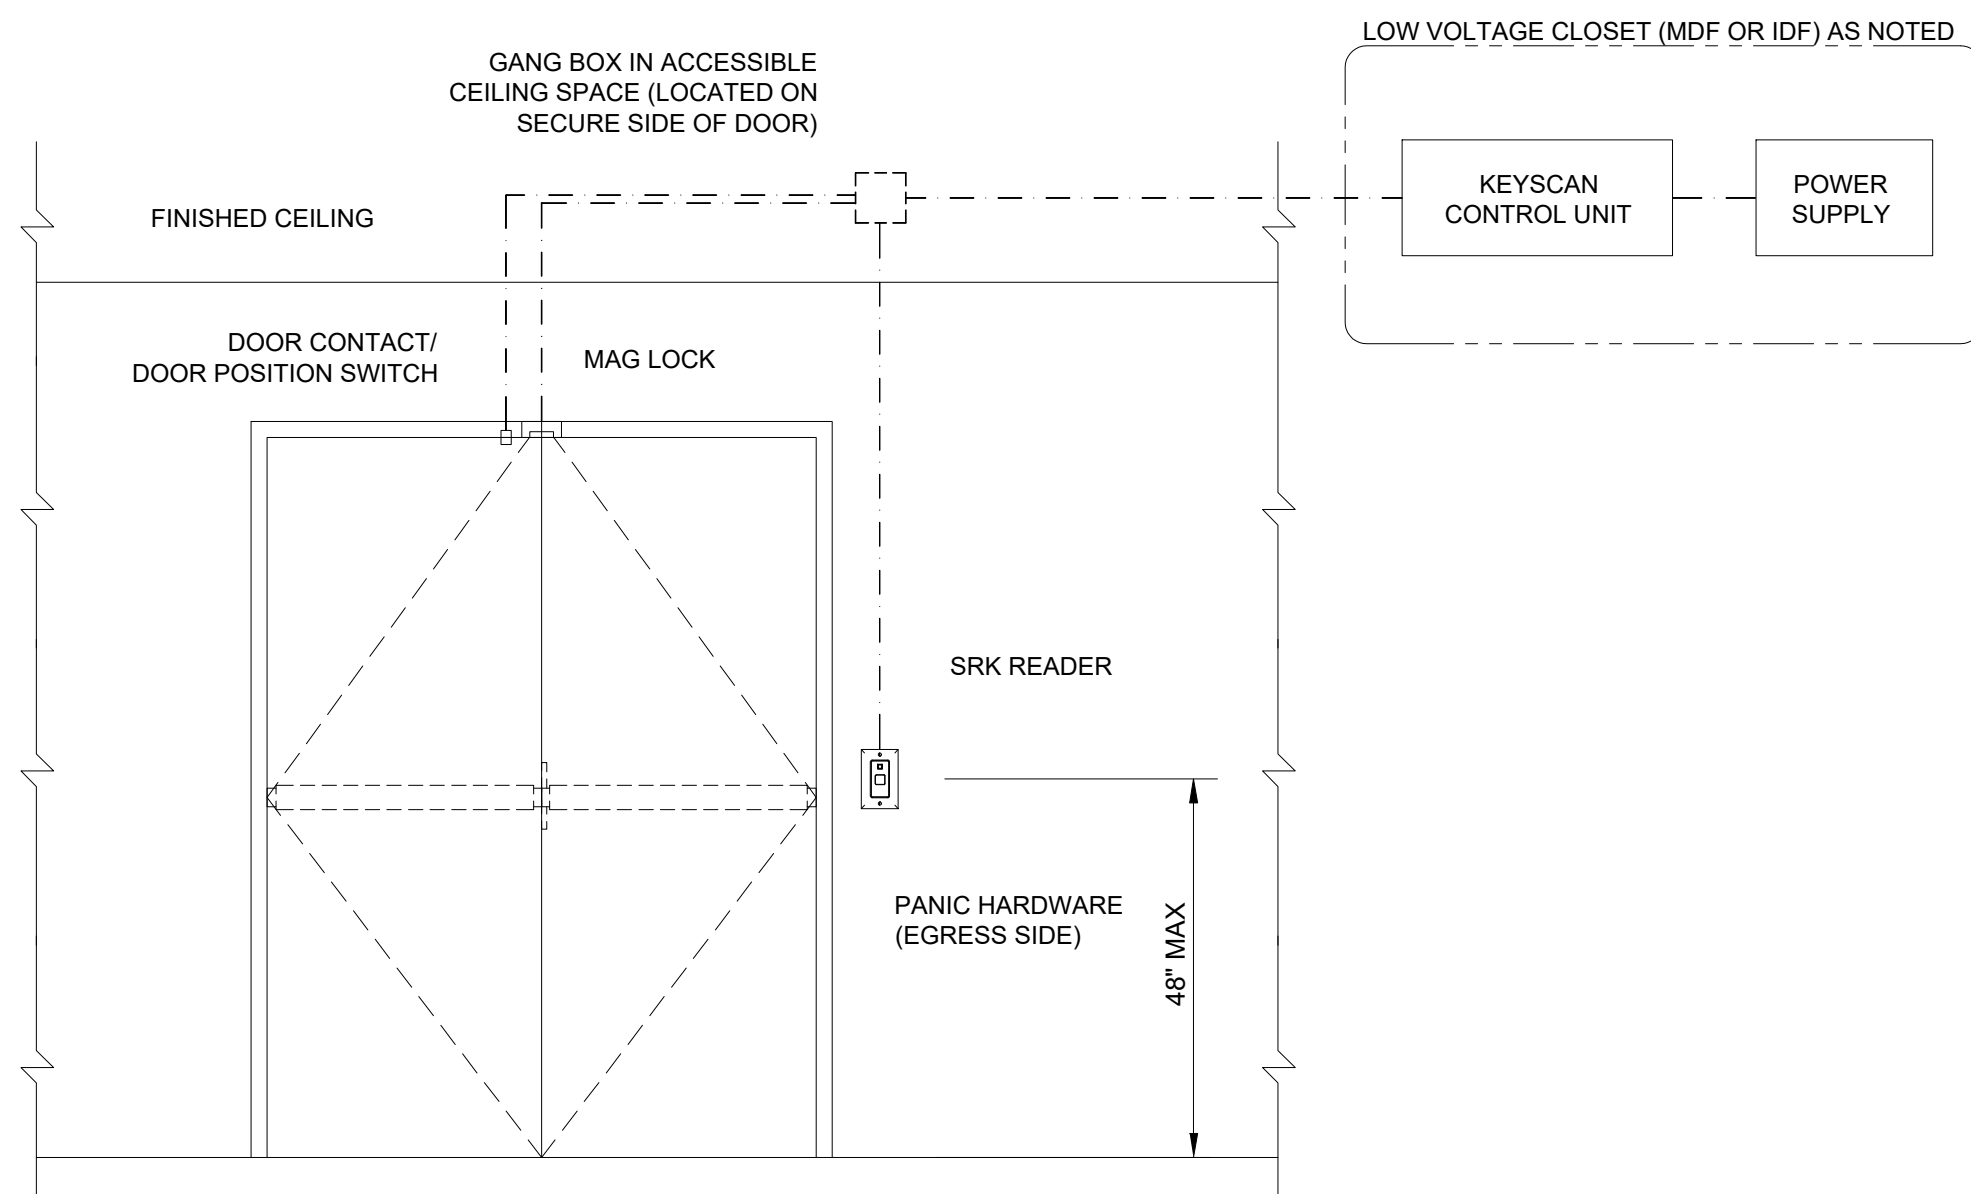 LOW VOLTAGE CLOSET (MDF OR IDF) AS NOTED
GANG BOX IN ACCESSIBLE
CEILING SPACE (LOCATED ON
SECURE SIDE OF DOOR)
KEYSCAN
CONTROL UNIT
POWER
SUPPLY
FINISHED CEILING
DOOR CONTACT/
DOOR POSITION SWITCH
MAG LOCK
SRK READER
PANIC HARDWARE
(EGRESS SIDE)
48" MAX